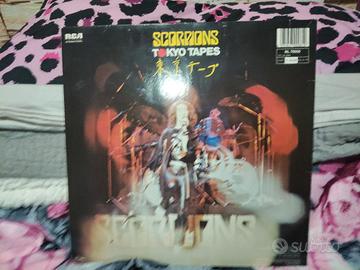 RCA
SCORPIONS
TOKYO TAPES
東京テープ
SCORPIONS
subito